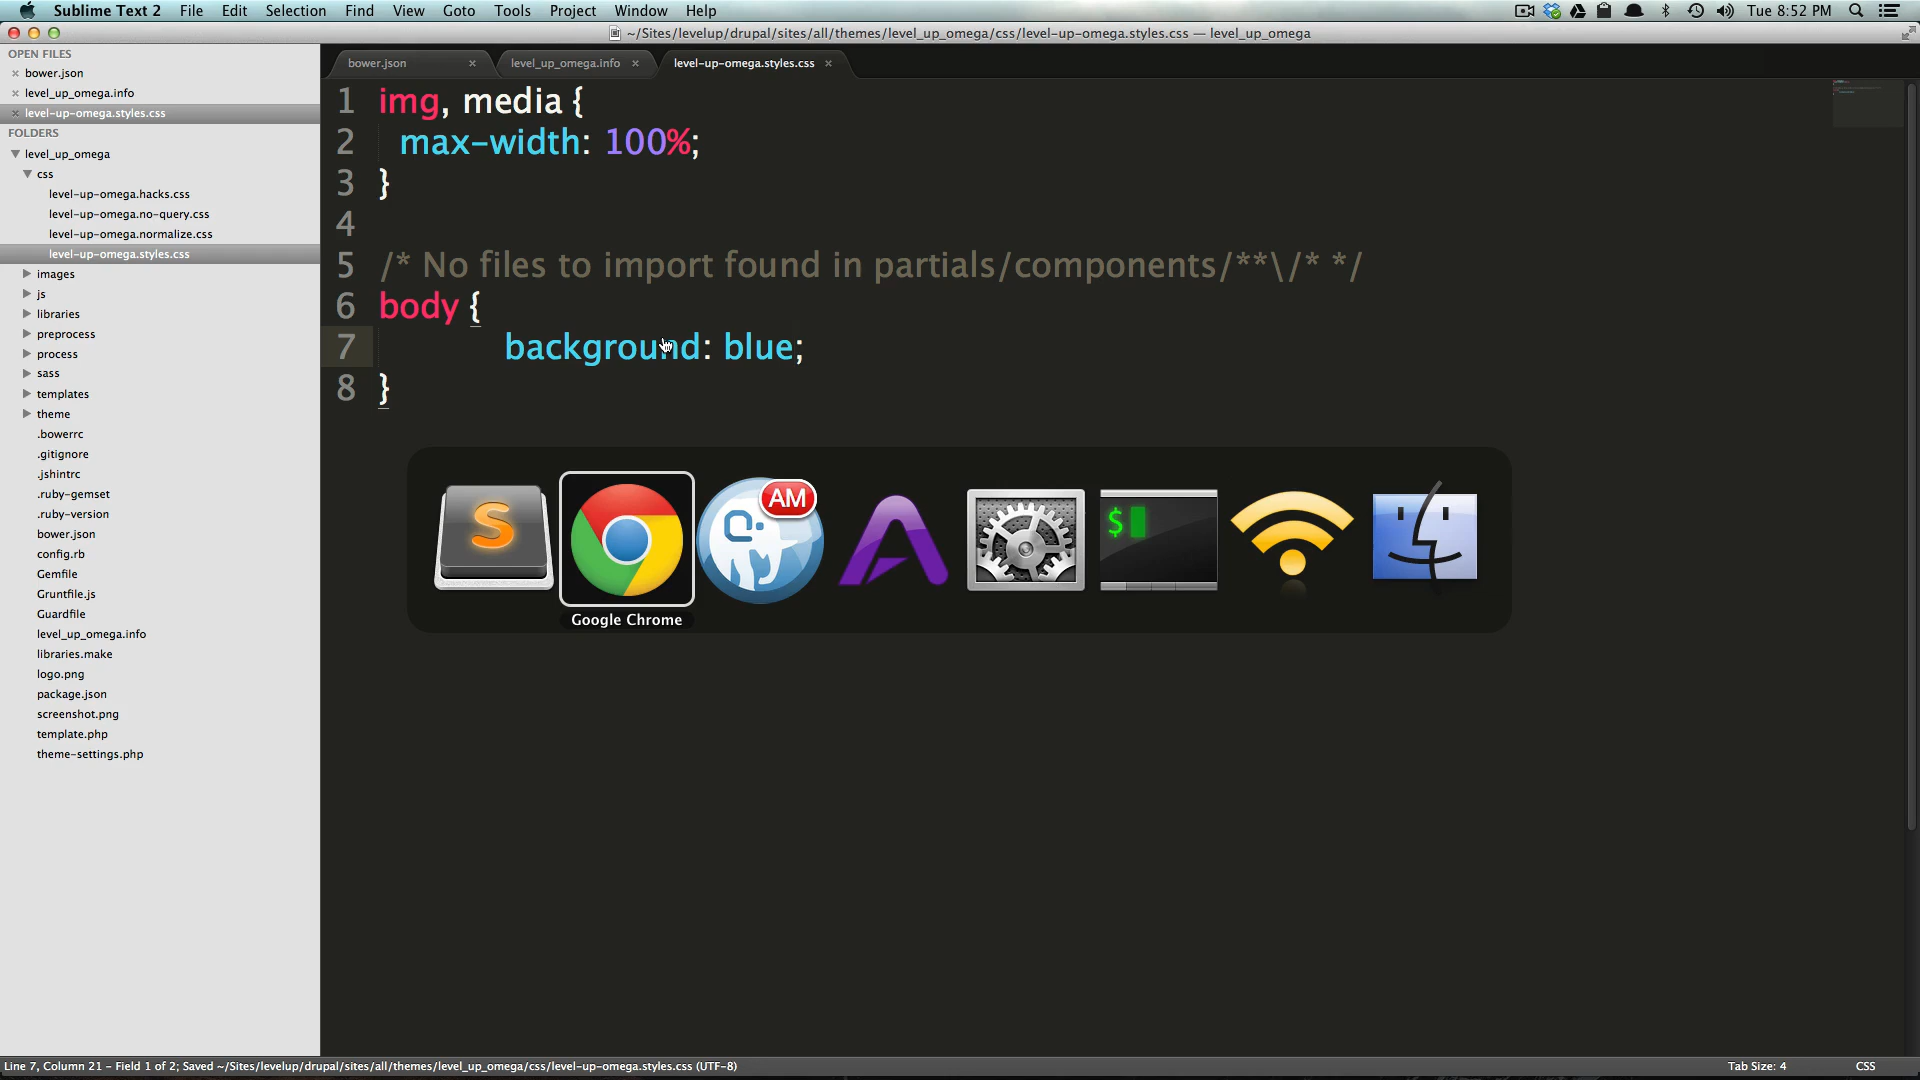 Sublime Text 2 File Edit Selection Find View Goto Tools Project Window Help Tue 8:52 PM
~/Sites/levelup/drupal/sites/all/themes/level_up_omega/css/level-up-omega.styles.css — level_up_omega
OPEN FILES
bower.json
level_up_omega.info
level-up-omega.styles.css
FOLDERS
level_up_omega
css
level-up-omega.hacks.css
level-up-omega.no-query.css
level-up-omega.normalize.css
level-up-omega.styles.css
images
js
libraries
preprocess
process
sass
templates
theme
.bowerrc
.gitignore
.jshintrc
.ruby-gemset
.ruby-version
bower.json
config.rb
Gemfile
Gruntfile.js
Guardfile
level_up_omega.info
libraries.make
logo.png
package.json
screenshot.png
template.php
theme-settings.php
bower.json level_up_omega.info level-up-omega.styles.css
1 img, media {
2 max-width: 100%;
3 }
4
5 /* No files to import found in partials/components/**\/* */
6 body {
7 background: blue;
8 }
S
AM
$
Google Chrome
Line 7, Column 21 - Field 1 of 2; Saved ~/Sites/levelup/drupal/sites/all/themes/level_up_omega/css/level-up-omega.styles.css (UTF-8) Tab Size: 4 CSS